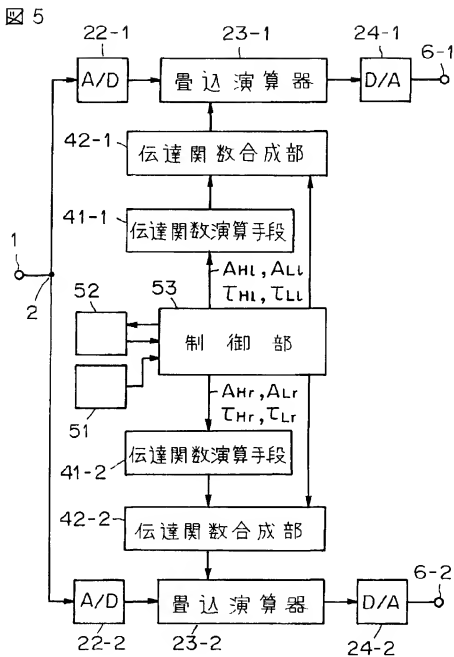 図 5
22-1
23-1
24-1
6-1
A/D
畳込演算器
D/A
42-1
伝達関数合成部
41-1
伝達関数演算手段
1
2
AHl, ALl
τHl, τLl
52
53
制御部
51
AHr, ALr
τHr, τLr
伝達関数演算手段
41-2
42-2
伝達関数合成部
6-2
A/D
畳込演算器
D/A
22-2
23-2
24-2